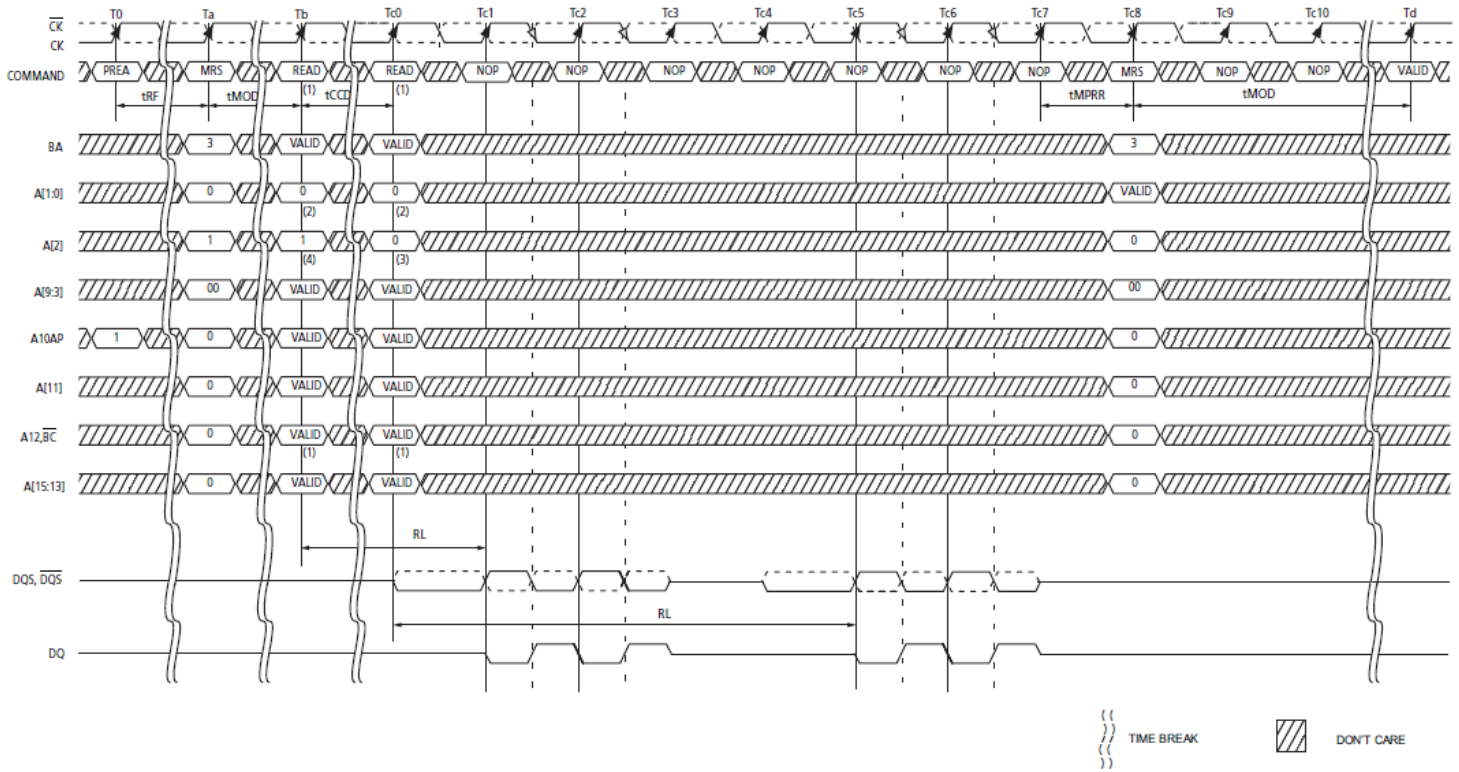 T0 Ta Tb Tc0 Tc1 Tc2 Tc3 Tc4 Tc5 Tc6 Tc7 Tc8 Tc9 Tc10 Td
CK
CK
COMMAND PREA MRS READ READ NOP NOP NOP NOP NOP NOP NOP MRS NOP NOP VALID
(1) (1)
tRF tMOD tCCD tMPRR tMOD
BA 3 VALID VALID 3
A[1:0] 0 0 0 VALID
(2) (2)
A[2] 1 1 0 0
(4) (3)
A[9:3] 00 VALID VALID 00
A10AP 1 0 VALID VALID 0
A[11] 0 VALID VALID 0
A12,BC 0 VALID VALID 0
(1) (1)
A[15:13] 0 VALID VALID 0
RL
DQS, DQS
RL
DQ
TIME BREAK DON'T CARE